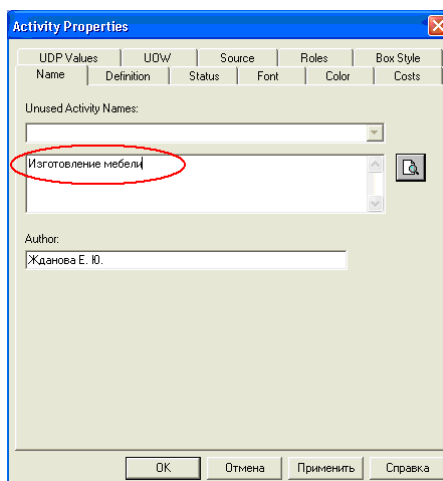 Activity Properties
UDP Values UOW Source Roles Box Style
Name Definition Status Font Color Costs
Unused Activity Names:
Изготовление мебели
Author:
Жданова Е. Ю.
OK Отмена Применить Справка